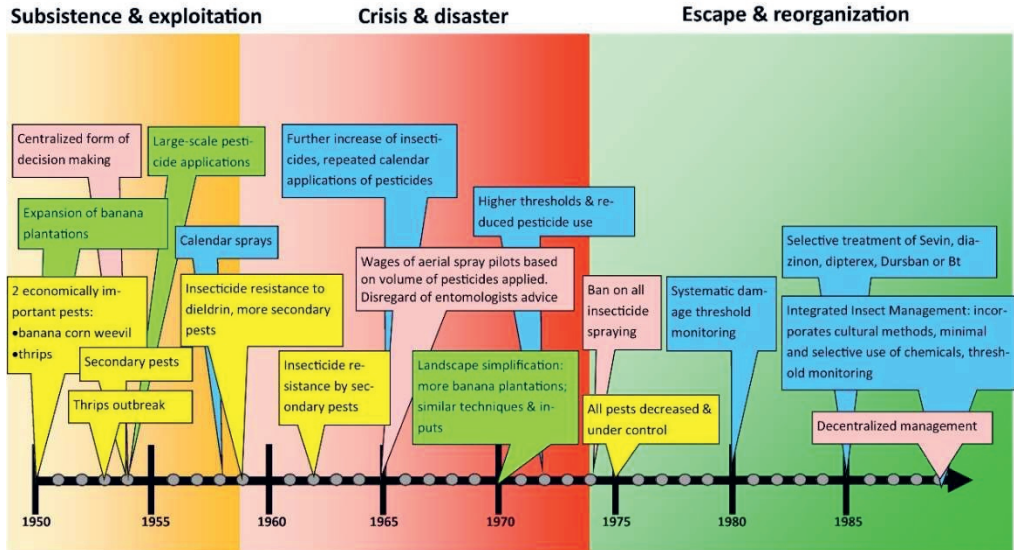 Subsistence & exploitation
Crisis & disaster
Escape & reorganization
Centralized form of
decision making
Large-scale pesti-
cide applications
Expansion of banana
plantations
Calendar sprays
2 economically im-
portant pests:
•banana corn weevil
•thrips
Secondary pests
Thrips outbreak
Insecticide resistance to
dieldrin, more secondary
pests
Further increase of insecti-
cides, repeated calendar
applications of pesticides
Higher thresholds & re-
duced pesticide use
Wages of aerial spray pilots based
on volume of pesticides applied.
Disregard of entomologists advice
Insecticide re-
sistance by sec-
ondary pests
Landscape simplification:
more banana plantations;
similar techniques & in-
puts
Ban on all
insecticide
spraying
All pests decreased &
under control
Systematic dam-
age threshold
monitoring
Selective treatment of Sevin, dia-
zinon, dipterex, Dursban or Bt
Integrated Insect Management: incor-
porates cultural methods, minimal
and selective use of chemicals, thresh-
old monitoring
Decentralized management
1950
1955
1960
1965
1970
1975
1980
1985